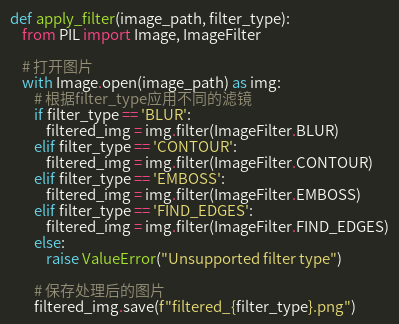 def apply_filter(image_path, filter_type):
    from PIL import Image, ImageFilter

    # 打开图片
    with Image.open(image_path) as img:
        # 根据filter_type应用不同的滤镜
        if filter_type == 'BLUR':
            filtered_img = img.filter(ImageFilter.BLUR)
        elif filter_type == 'CONTOUR':
            filtered_img = img.filter(ImageFilter.CONTOUR)
        elif filter_type == 'EMBOSS':
            filtered_img = img.filter(ImageFilter.EMBOSS)
        elif filter_type == 'FIND_EDGES':
            filtered_img = img.filter(ImageFilter.FIND_EDGES)
        else:
            raise ValueError("Unsupported filter type")

        # 保存处理后的图片
        filtered_img.save(f"filtered_{filter_type}.png")